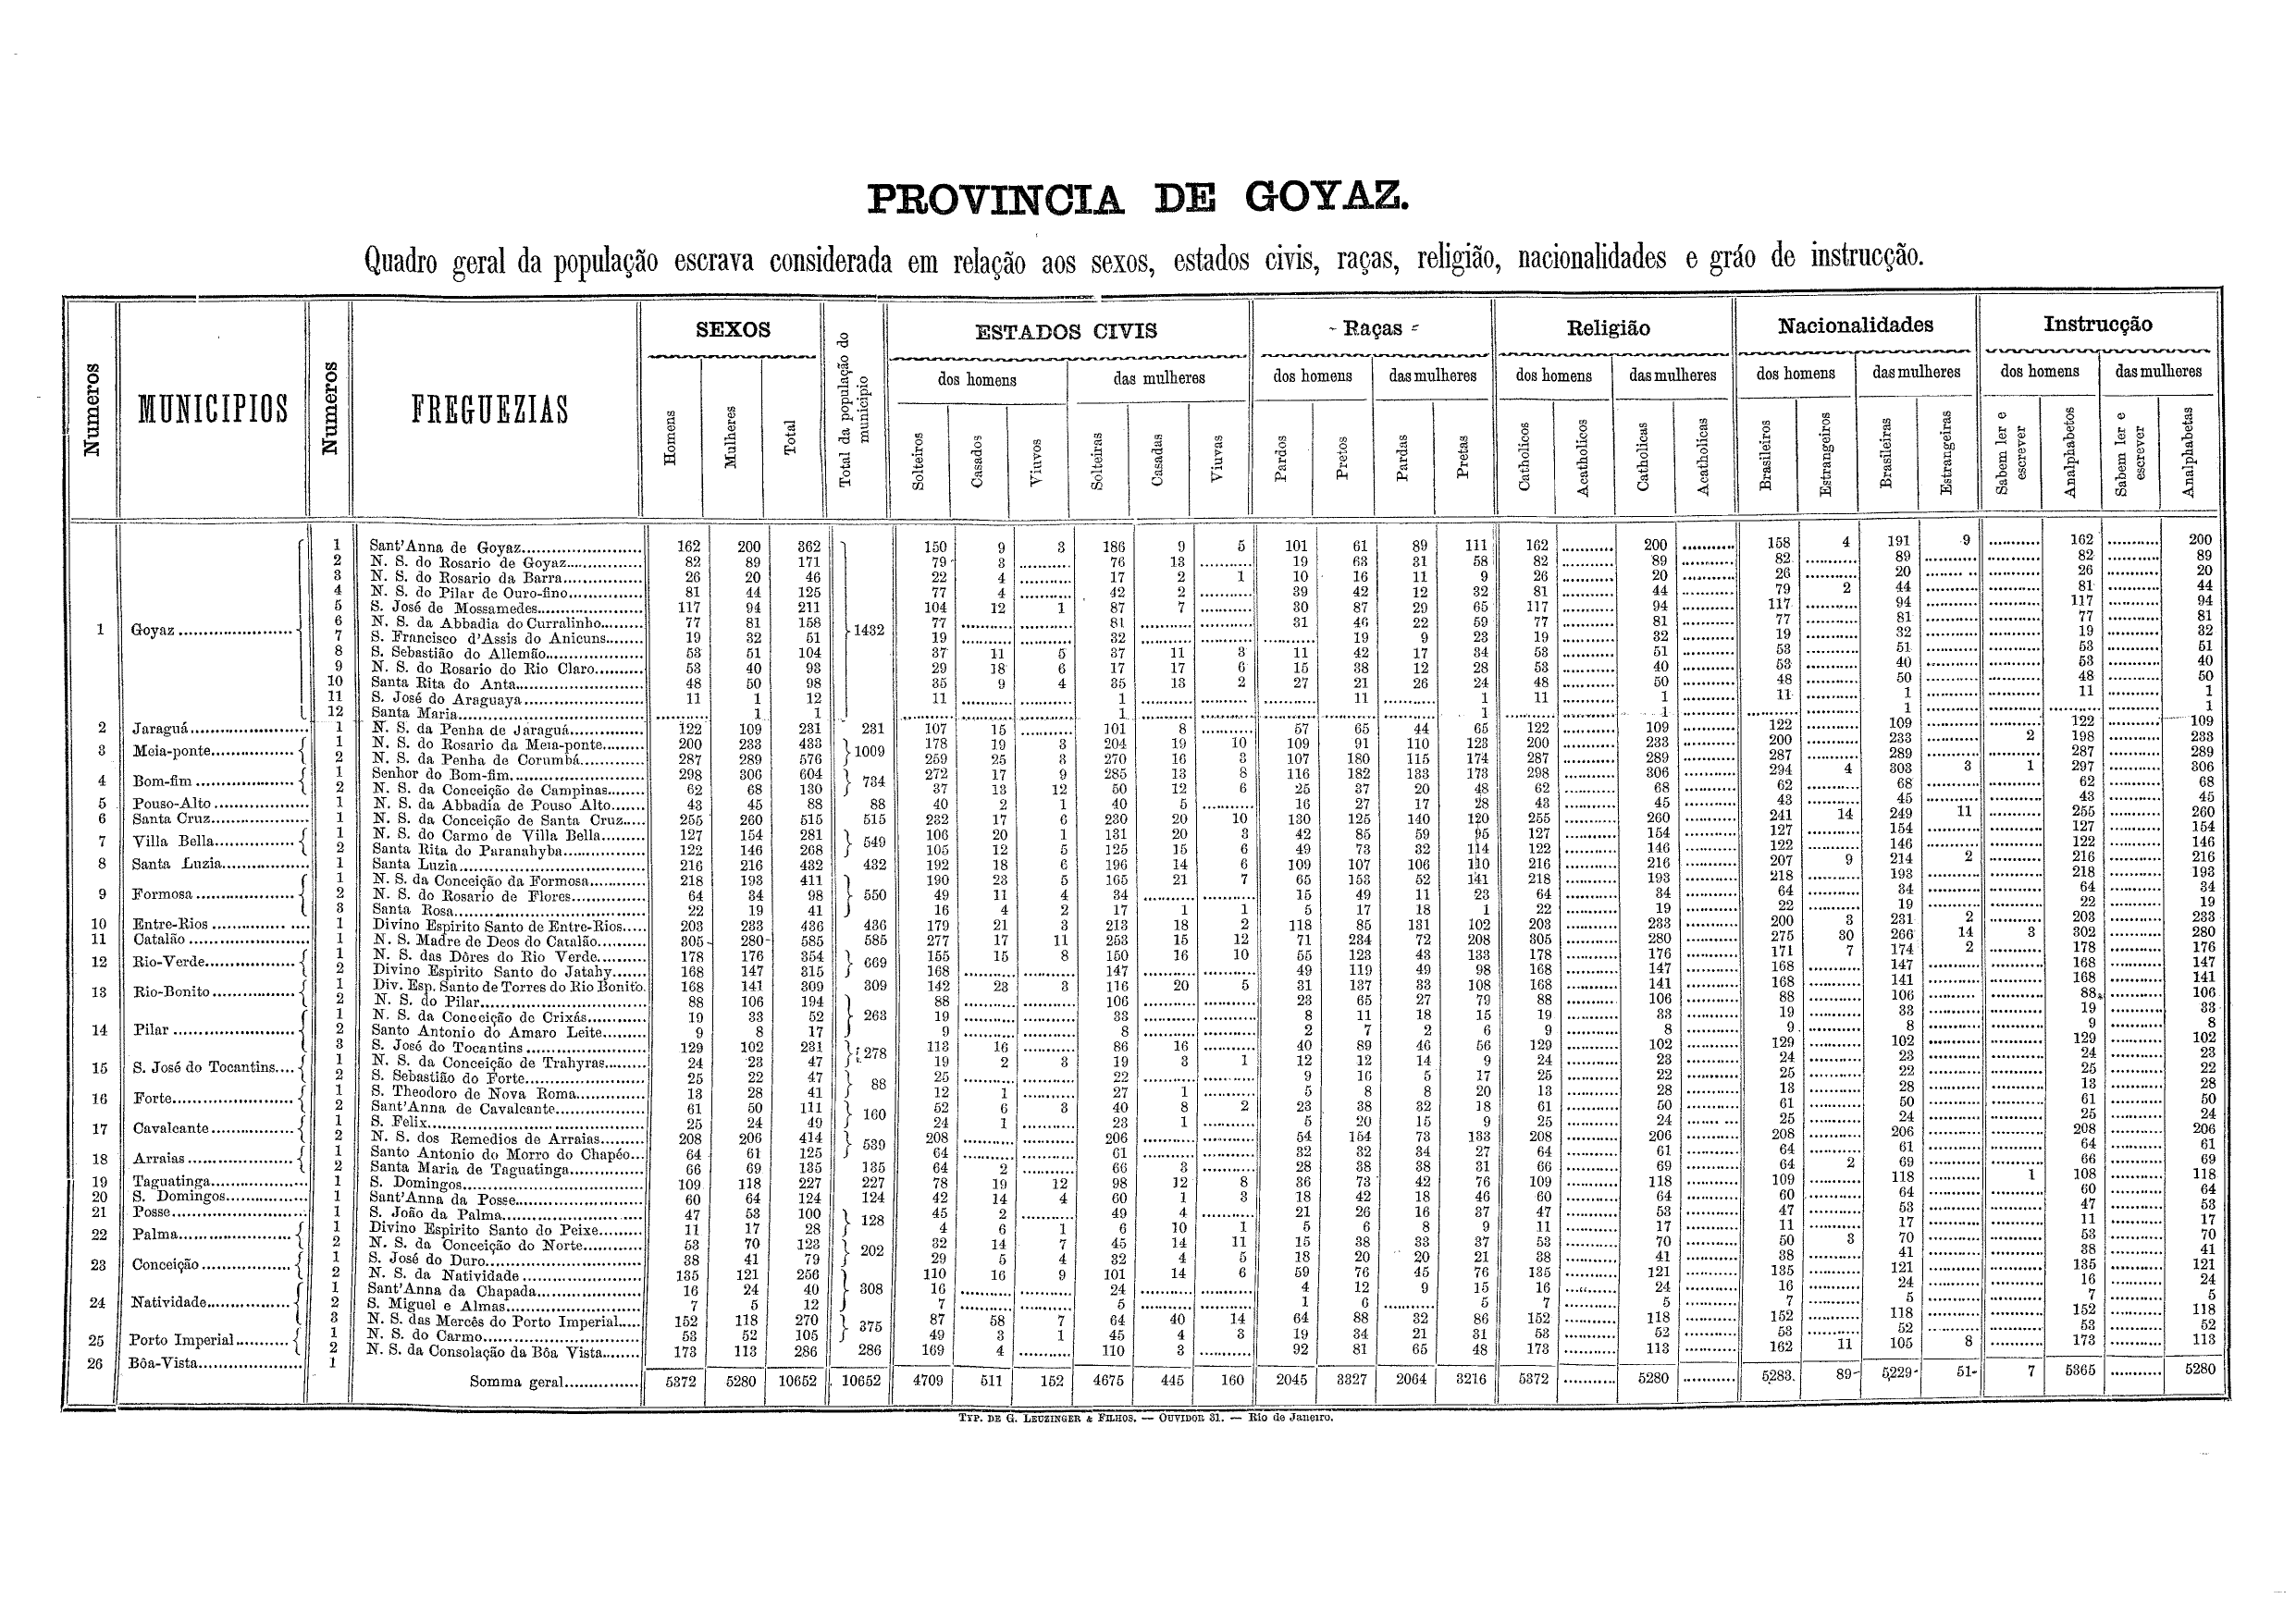 PROVINCIA DE GOYAZ.
Quadro geral da população escrava considerada em relação aos sexos, estados civis, raças, religião, nacionalidades e gráo de instrucção.
Numeros MUNICIPIOS Numeros FREGUEZIAS SEXOS Total da população do municipio ESTADOS CIVIS Raças Religião Nacionalidades Instrucção
dos homens das mulheres dos homens das mulheres dos homens das mulheres dos homens das mulheres dos homens das mulheres
Homens Mulheres Total Solteiros Casados Viuvos Solteiras Casadas Viuvas Pardos Pretos Pardas Pretas Catholicos Acatholicos Catholicas Acatholicas Brasileiros Estrangeiros Brasileiras Estrangeiras Sabem ler e escrever Analphabetos Sabem ler e escrever Analphabetas
1 Goyaz 1432
1 Sant'Anna de Goyaz 162 200 362 150 9 3 186 9 5 101 61 89 111 162 200 158 4 191 9 162 200
2 N. S. do Rosario de Goyaz 82 89 171 79 3 76 13 19 63 31 58 82 89 82 89 82 89
3 N. S. do Rosario da Barra 26 20 46 22 4 17 2 1 10 16 11 9 26 20 26 20 26 20
4 N. S. do Pilar de Ouro-fino 81 44 125 77 4 42 2 39 42 12 32 81 44 79 2 44 81 44
5 S. José de Mossamedes 117 94 211 104 12 1 87 7 30 87 29 65 117 94 117 94 117 94
6 N. S. da Abbadia do Curralinho 77 81 158 77 81 31 46 22 59 77 81 77 81 77 81
7 S. Francisco d'Assis do Anicuns 19 32 51 19 32 19 9 23 19 32 19 32 19 32
8 S. Sebastião do Allemão 53 51 104 37 11 5 37 11 3 11 42 17 34 53 51 53 51 53 51
9 N. S. do Rosario do Rio Claro 53 40 93 29 18 6 17 17 6 15 38 12 28 53 40 53 40 53 40
10 Santa Rita do Anta 48 50 98 35 9 4 35 13 2 27 21 26 24 48 50 48 50 48 50
11 S. José do Araguaya 11 1 12 11 1 11 1 11 1 11 1 11 1
12 Santa Maria 1 1 1 1 1 1 1
2 Jaraguá 1 N. S. da Penha de Jaraguá 122 109 231 231 107 15 101 8 57 65 44 65 122 109 122 109 122 109
3 Meia-ponte 1 N. S. do Rosario da Meia-ponte 200 233 433 1009 178 19 3 204 19 10 109 91 110 123 200 233 200 233 2 198 233
2 N. S. da Penha de Corumbá 287 289 576 259 25 3 270 16 3 107 180 115 174 287 289 287 289 287 289
4 Bom-fim 1 Senhor do Bom-fim 298 306 604 734 272 17 9 285 13 8 116 182 133 173 298 306 294 4 303 3 1 297 306
2 N. S. da Conceição de Campinas 62 68 130 37 13 12 50 12 6 25 37 20 48 62 68 62 68 62 68
5 Pouso-Alto 1 N. S. da Abbadia de Pouso Alto 43 45 88 88 40 2 1 40 5 16 27 17 28 43 45 43 45 43 45
6 Santa Cruz 1 N. S. da Conceição de Santa Cruz 255 260 515 515 232 17 6 230 20 10 130 125 140 120 255 260 241 14 249 11 255 260
7 Villa Bella 1 N. S. do Carmo de Villa Bella 127 154 281 549 106 20 1 131 20 3 42 85 59 95 127 154 127 154 127 154
2 Santa Rita do Paranahyba 122 146 268 105 12 5 125 15 6 49 73 32 114 122 146 122 146 122 146
8 Santa Luzia 1 Santa Luzia 216 216 432 432 192 18 6 196 14 6 109 107 106 110 216 216 207 9 214 2 216 216
9 Formosa 1 N. S. da Conceição da Formosa 218 193 411 550 190 23 5 165 21 7 65 153 52 141 218 193 218 193 218 193
2 N. S. do Rosario de Flores 64 34 98 49 11 4 34 15 49 11 23 64 34 64 34 64 34
3 Santa Rosa 22 19 41 16 4 2 17 1 1 5 17 18 1 22 19 22 19 22 19
10 Entre-Rios 1 Divino Espirito Santo de Entre-Rios 203 233 436 436 179 21 3 213 18 2 118 85 131 102 203 233 200 3 231 2 203 233
11 Catalão 1 N. S. Madre de Deos do Catalão 305 280 585 585 277 17 11 253 15 12 71 234 72 208 305 280 275 30 266 14 3 302 280
12 Rio-Verde 1 N. S. das Dôres do Rio Verde 178 176 354 669 155 15 8 150 16 10 55 123 43 133 178 176 171 7 174 2 178 176
2 Divino Espirito Santo do Jatahy 168 147 315 168 147 49 119 49 98 168 147 168 147 168 147
13 Rio-Bonito 1 Div. Esp. Santo de Torres do Rio Bonito. 168 141 309 309 142 23 3 116 20 5 31 137 33 108 168 141 168 141 168 141
2 N. S. do Pilar 88 106 194 263 88 106 23 65 27 79 88 106 88 106 88 106
14 Pilar 1 N. S. da Conceição de Crixás 19 33 52 19 33 8 11 18 15 19 33 19 33 19 33
2 Santo Antonio do Amaro Leite 9 8 17 9 8 2 7 2 6 9 8 9 8 9 8
3 S. José do Tocantins 129 102 231 278 113 16 86 16 40 89 46 56 129 102 129 102 129 102
15 S. José do Tocantins 1 N. S. da Conceição de Trahyras 24 23 47 19 2 3 19 3 1 12 12 14 9 24 23 24 23 24 23
2 S. Sebastião do Forte 25 22 47 88 25 22 9 16 5 17 25 22 25 22 25 22
16 Forte 1 S. Theodoro de Nova Roma 13 28 41 12 1 27 1 5 8 8 20 13 28 13 28 13 28
2 Sant'Anna de Cavalcante 61 50 111 160 52 6 3 40 8 2 23 38 32 18 61 50 61 50 61 50
17 Cavalcante 1 S. Felix 25 24 49 24 1 23 1 5 20 15 9 25 24 25 24 25 24
2 N. S. dos Remedios de Arraias 208 206 414 539 208 206 54 154 73 133 208 206 208 206 208 206
18 Arraias 1 Santo Antonio do Morro do Chapéo 64 61 125 64 61 32 32 34 27 64 61 64 61 64 61
2 Santa Maria de Taguatinga 66 69 135 135 64 2 66 3 28 38 38 31 66 69 64 2 69 66 69
19 Taguatinga 1 S. Domingos 109 118 227 227 78 19 12 98 12 8 36 73 42 76 109 118 109 118 1 108 118
20 S. Domingos 1 Sant'Anna da Posse 60 64 124 124 42 14 4 60 1 3 18 42 18 46 60 64 60 64 60 64
21 Posse 1 S. João da Palma 47 53 100 128 45 2 49 4 21 26 16 37 47 53 47 53 47 53
22 Palma 1 Divino Espirito Santo do Peixe 11 17 28 4 6 1 6 10 1 5 6 8 9 11 17 11 17 11 17
2 N. S. da Conceição do Norte 53 70 123 202 32 14 7 45 14 11 15 38 33 37 53 70 50 3 70 53 70
23 Conceição 1 S. José do Duro 38 41 79 29 5 4 32 4 5 18 20 20 21 38 41 38 41 38 41
2 N. S. da Natividade 135 121 256 308 110 16 9 101 14 6 59 76 45 76 135 121 135 121 135 121
24 Natividade 1 Sant'Anna da Chapada 16 24 40 16 24 4 12 9 15 16 24 16 24 16 24
2 S. Miguel e Almas 7 5 12 7 5 1 6 5 7 5 7 5 7 5
3 N. S. das Mercês do Porto Imperial 152 118 270 375 87 58 7 64 40 14 64 88 32 86 152 118 152 118 152 118
25 Porto Imperial 1 N. S. do Carmo 53 52 105 49 3 1 45 4 3 19 34 21 31 53 52 53 52 53 52
2 N. S. da Consolação da Bôa Vista 173 113 286 286 169 4 110 3 92 81 65 48 173 113 162 11 105 8 173 113
26 Bôa-Vista 1
Somma geral 5372 5280 10652 10652 4709 511 152 4675 445 160 2045 3327 2064 3216 5372 5280 5283 89 5229 51 7 5365 5280
TYP. DE G. LEUZINGER & FILHOS. — OUVIDOR 31. — Rio de Janeiro.